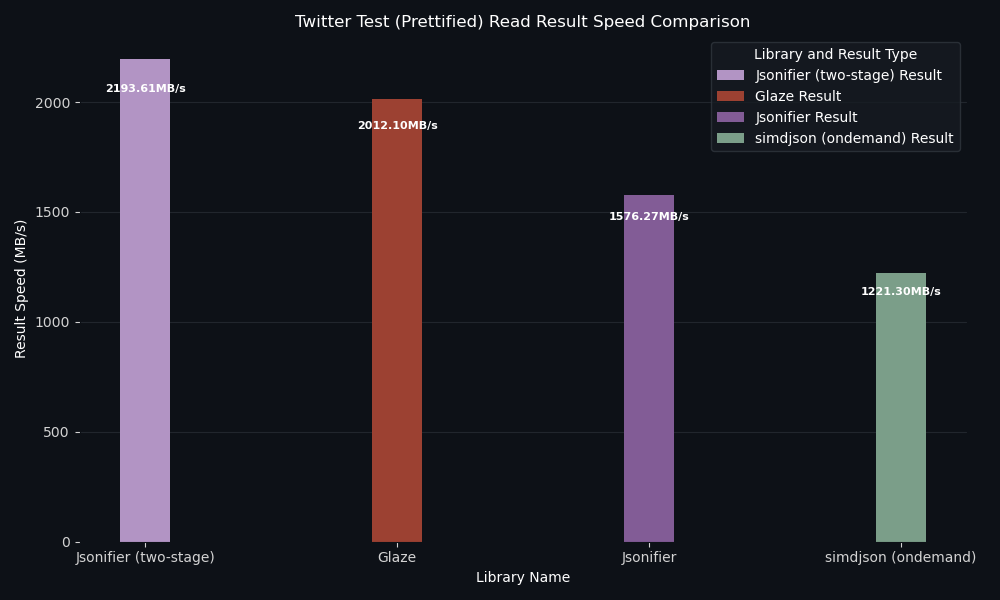 Twitter Test (Prettified) Read Result Speed Comparison
Library and Result Type
Jsonifier (two-stage) Result
Glaze Result
Jsonifier Result
simdjson (ondemand) Result
2193.61MB/s
2012.10MB/s
1576.27MB/s
1221.30MB/s
Result Speed (MB/s)
2000
1500
1000
500
0
Jsonifier (two-stage)
Glaze
Jsonifier
simdjson (ondemand)
Library Name